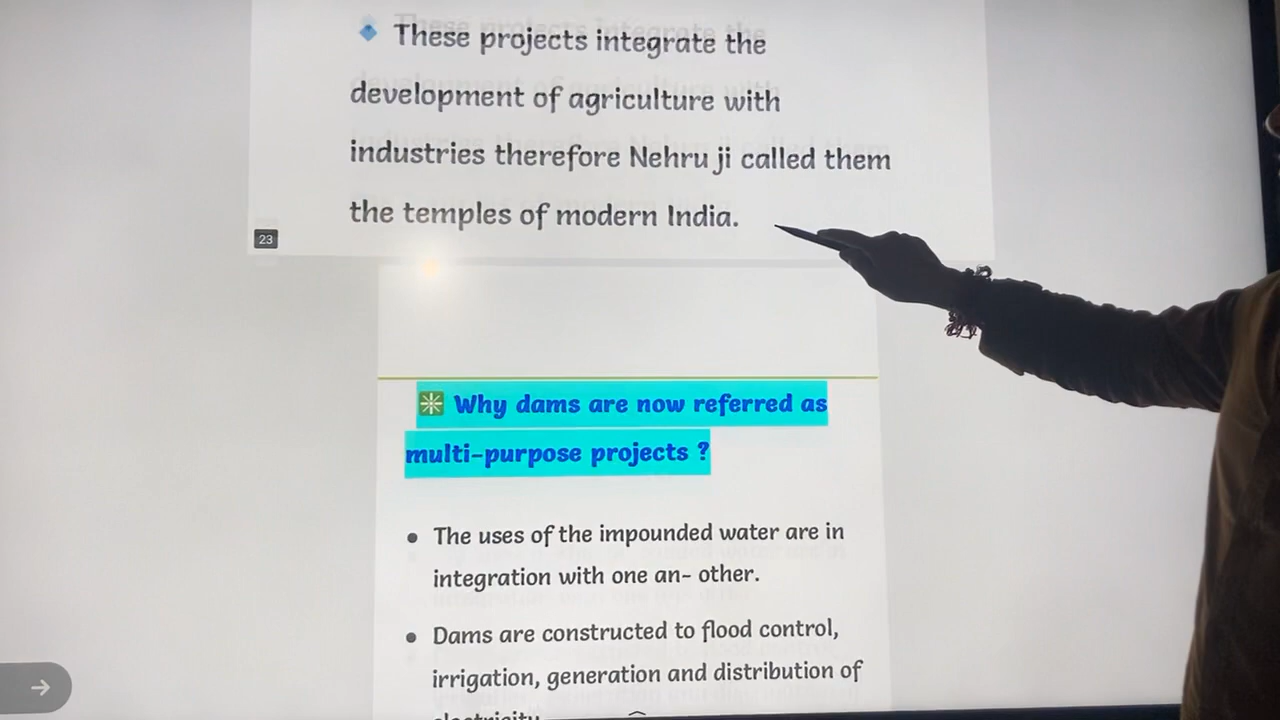 These projects integrate the
development of agriculture with
industries therefore Nehru ji called them
the temples of modern India.
23
Why dams are now referred as
multi-purpose projects ?
• The uses of the impounded water are in
integration with one an- other.
• Dams are constructed to flood control,
irrigation, generation and distribution of
electricity